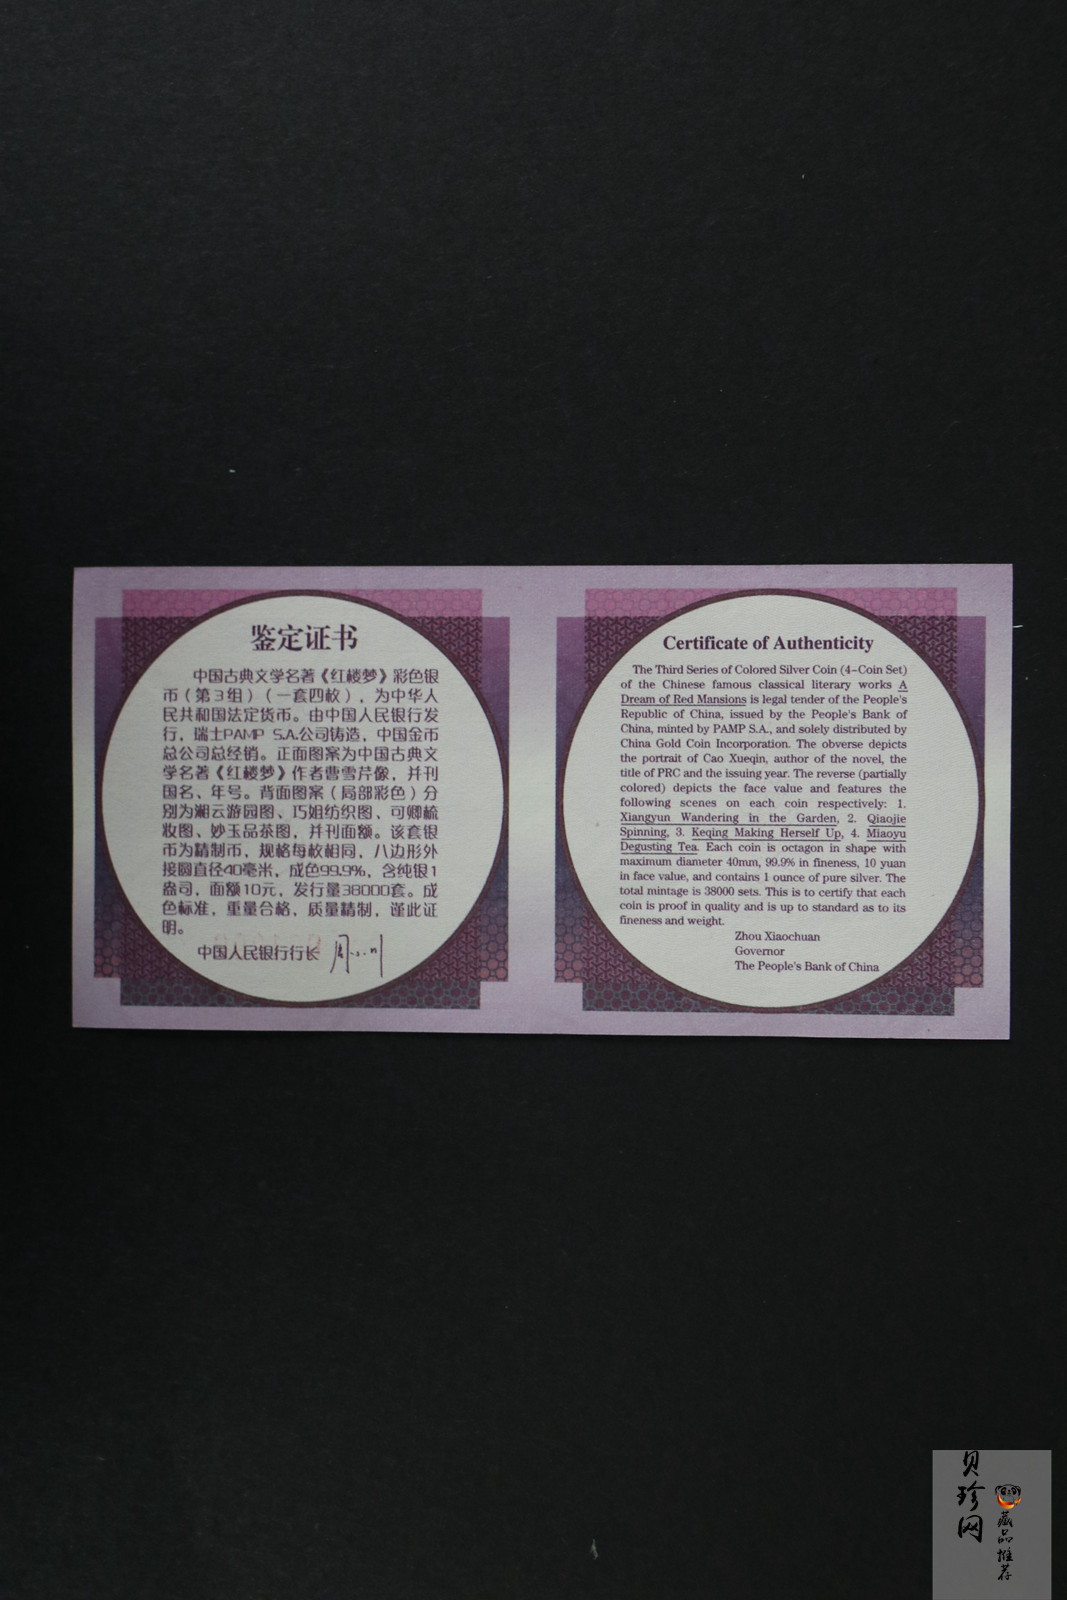 鉴定证书
中国古典文学名著《红楼梦》彩色银
币（第3组）（一套四枚），为中华人
民共和国法定货币。由中国人民银行发
行，瑞士PAMP S.A.公司铸造，中国金币
总公司总经销。正面图案为中国古典文
学名著《红楼梦》作者曹雪芹像，并刊
国名、年号。背面图案（局部彩色）分
别为湘云游园图、巧姐纺织图、可卿梳
妆图、妙玉品茶图，并刊面额。该套银
币为精制币，规格每枚相同，八边形外
接圆直径40毫米，成色99.9%，含纯银1
盎司，面额10元，发行量38000套。成
色标准，重量合格，质量精制，谨此证
明。
中国人民银行行长
Certificate of Authenticity
The Third Series of Colored Silver Coin (4-Coin Set)
of the Chinese famous classical literary works A
Dream of Red Mansions is legal tender of the People's
Republic of China, issued by the People's Bank of
China, minted by PAMP S.A., and solely distributed by
China Gold Coin Incorporation. The obverse depicts
the portrait of Cao Xueqin, author of the novel, the
title of PRC and the issuing year. The reverse (partially
colored) depicts the face value and features the
following scenes on each coin respectively: 1.
Xiangyun Wandering in the Garden, 2. Qiaojie
Spinning, 3. Keqing Making Herself Up, 4. Miaoyu
Degusting Tea. Each coin is octagon in shape with
maximum diameter 40mm, 99.9% in fineness, 10 yuan
in face value, and contains 1 ounce of pure silver. The
total mintage is 38000 sets. This is to certify that each
coin is proof in quality and is up to standard as to its
fineness and weight.
Zhou Xiaochuan
Governor
The People's Bank of China
贝珍网
藏品推荐